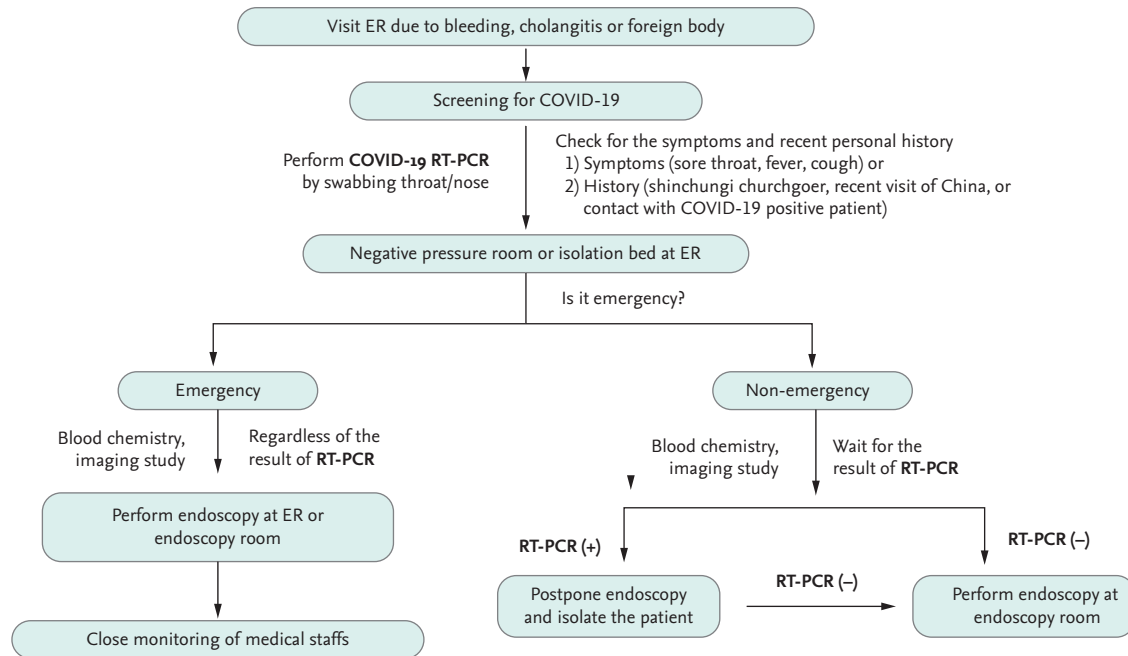 Visit ER due to bleeding, cholangitis or foreign body
Screening for COVID-19
Perform COVID-19 RT-PCR
by swabbing throat/nose
Check for the symptoms and recent personal history
1) Symptoms (sore throat, fever, cough) or
2) History (shinchungi churchgoer, recent visit of China, or
contact with COVID-19 positive patient)
Negative pressure room or isolation bed at ER
Is it emergency?
Emergency
Non-emergency
Blood chemistry,
imaging study
Regardless of the
result of RT-PCR
Blood chemistry,
imaging study
Wait for the
result of RT-PCR
Perform endoscopy at ER or
endoscopy room
RT-PCR (+)
RT-PCR (–)
RT-PCR (–)
Postpone endoscopy
and isolate the patient
Perform endoscopy at
endoscopy room
Close monitoring of medical staffs